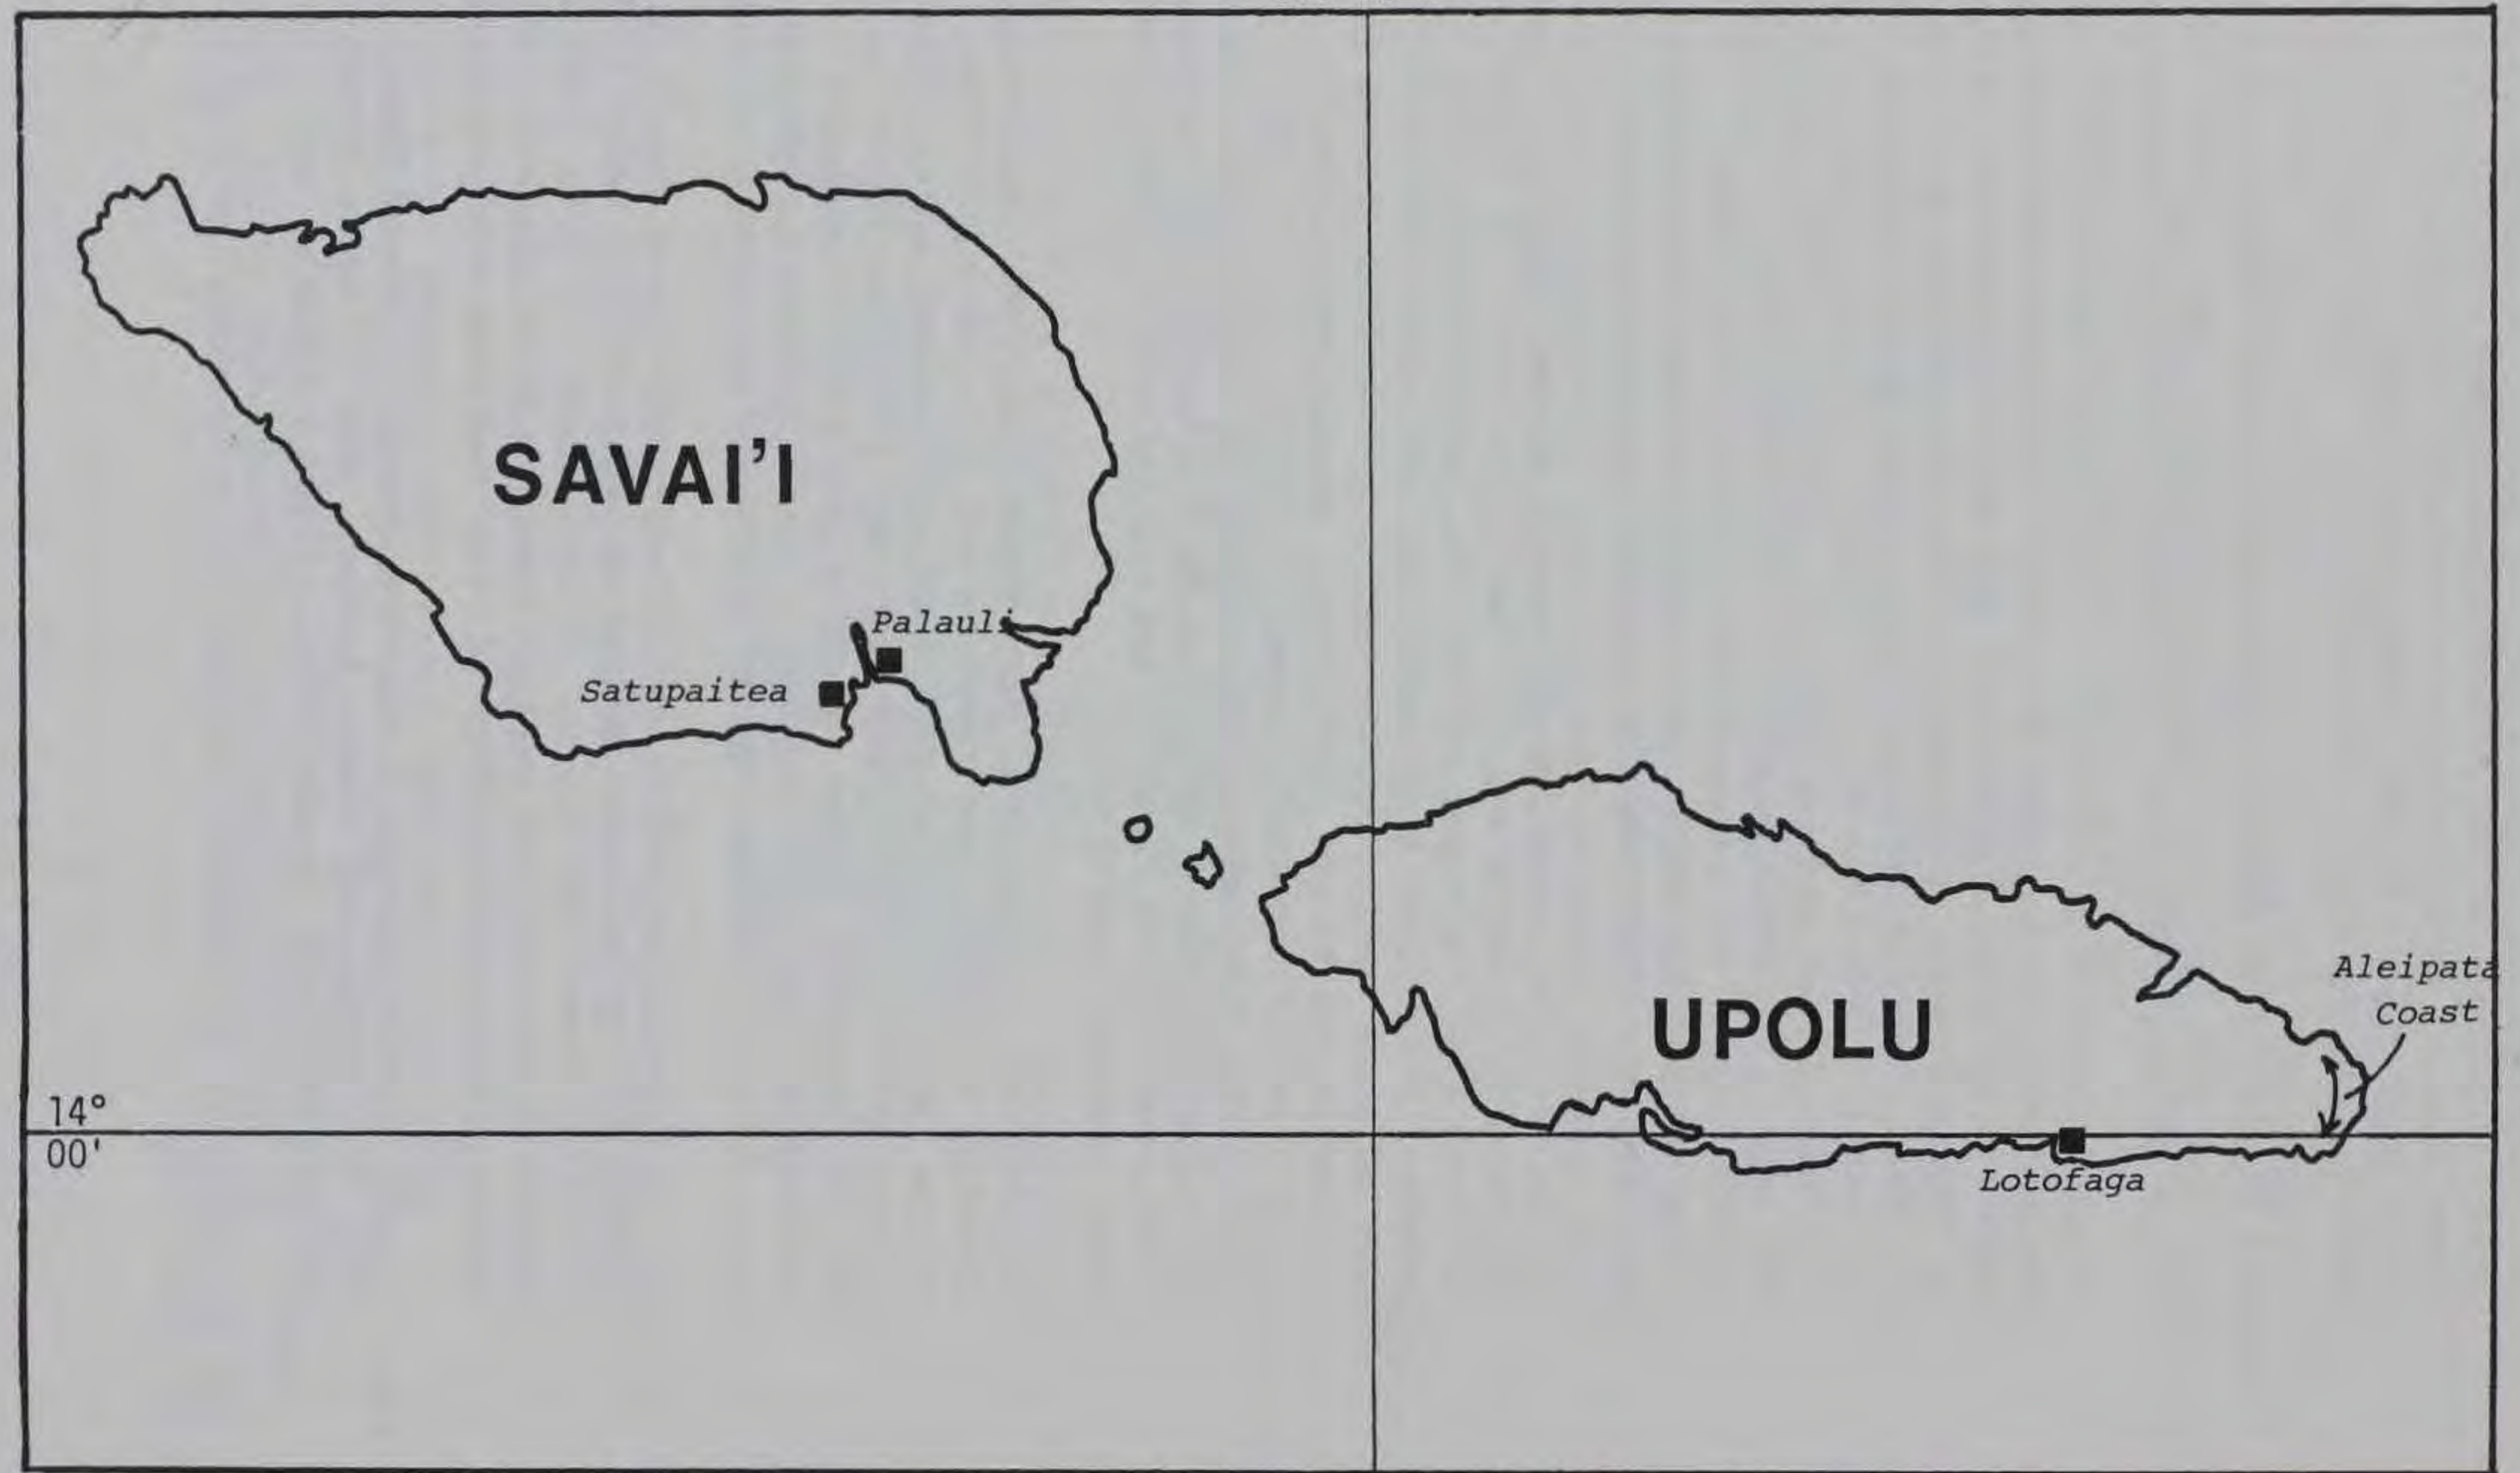 SAVAI'I
Palauli
Satupaitea
Aleipata
Coast
UPOLU
14°
00'
Lotofaga